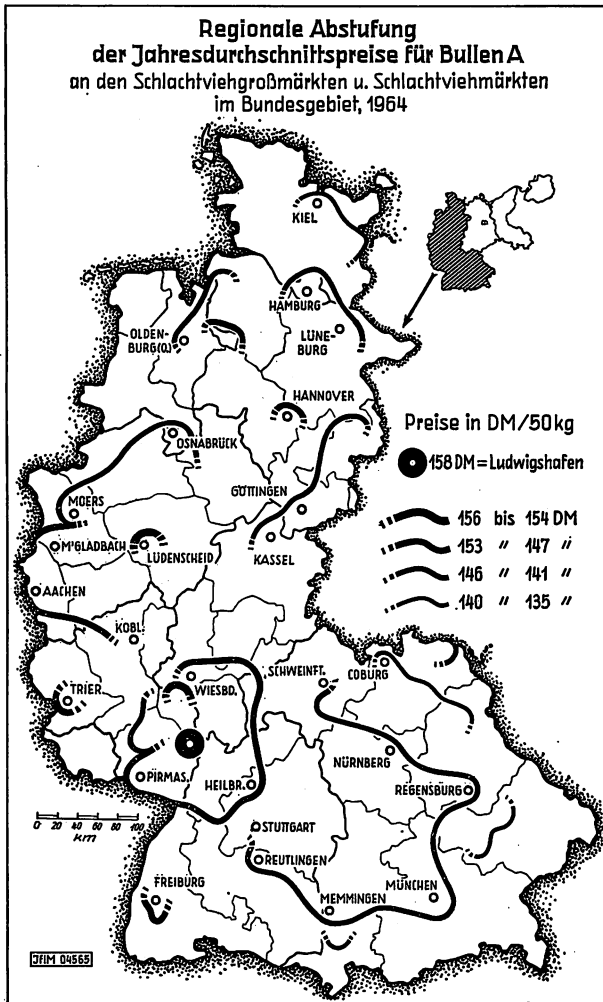 Regionale Abstufung
der Jahresdurchschnittspreise für Bullen A
an den Schlachtviehgroßmärkten u. Schlachtviehmärkten
im Bundesgebiet, 1964
KIEL
HAMBURG
OLDEN-
BURG(O.)
LÜNE-
BURG
HANNOVER
Preise in DM/50kg
OSNABRÜCK
158 DM = Ludwigshafen
GÖTTINGEN
MOERS
156 bis 154 DM
M'GLADBACH
LÜDENSCHEID
KASSEL
153 " 147 "
146 " 141 "
AACHEN
140 " 135 "
KOBL.
SCHWEINFT.
COBURG
TRIER
WIESBD.
NÜRNBERG
PIRMAS.
HEILBR.
REGENSBURG
0 20 40 60 80 100
km
STUTTGART
REUTLINGEN
FREIBURG
MEMMINGEN
MÜNCHEN
JFIM 04565